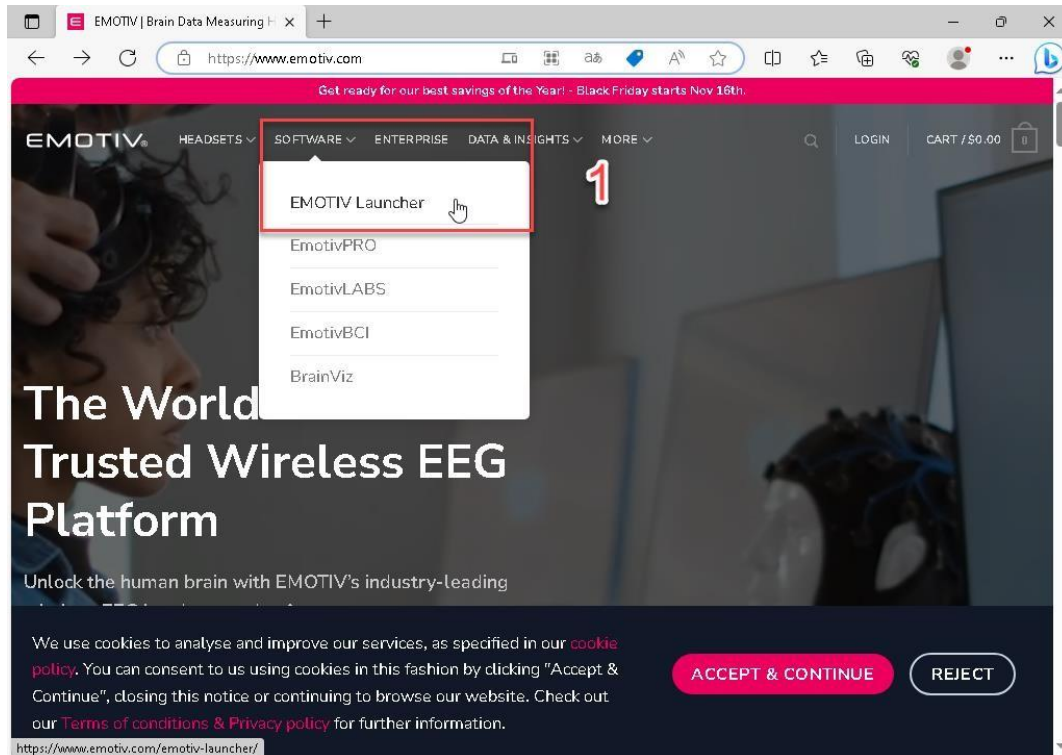 EMOTIV | Brain Data Measuring H
https://www.emotiv.com
Get ready for our best savings of the Year! - Black Friday starts Nov 16th.
EMOTIV. HEADSETS SOFTWARE ENTERPRISE DATA & INSIGHTS MORE LOGIN CART / $0.00 0
1
EMOTIV Launcher
EmotivPRO
EmotivLABS
EmotivBCI
BrainViz
The World
Trusted Wireless EEG
Platform
Unlock the human brain with EMOTIV's industry-leading
We use cookies to analyse and improve our services, as specified in our cookie
policy. You can consent to us using cookies in this fashion by clicking "Accept &
Continue", closing this notice or continuing to browse our website. Check out
our Terms of conditions & Privacy policy for further information.
ACCEPT & CONTINUE REJECT
https://www.emotiv.com/emotiv-launcher/